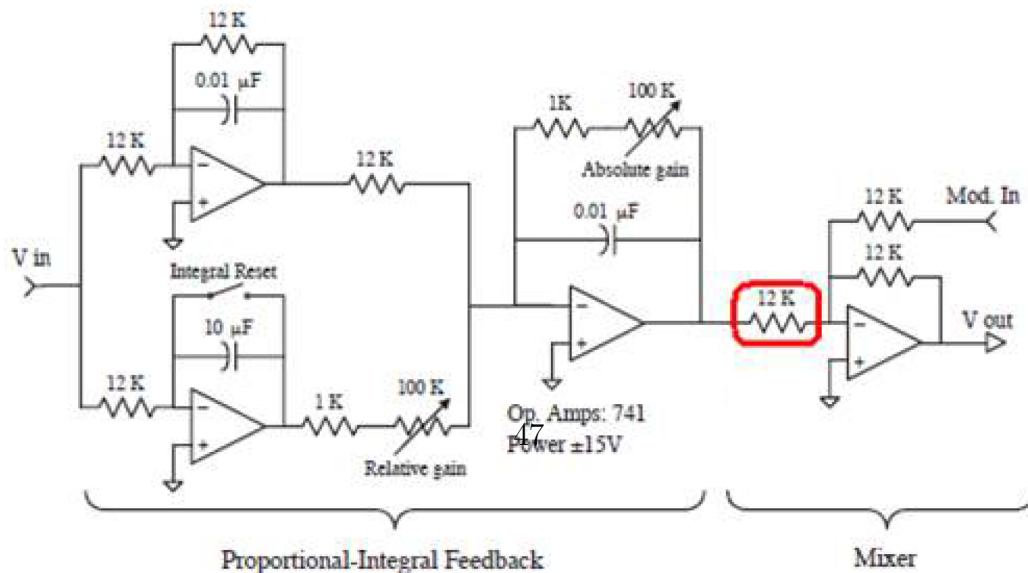 12 K
0.01 µF
12 K
12 K
1K
100 K
Absolute gain
0.01 µF
12 K
Mod. In
12 K
V in
Integral Reset
10 µF
12 K
1 K
100 K
Relative gain
12 K
V out
Op. Amps: 741
47
Power ±15V
Proportional-Integral Feedback
Mixer